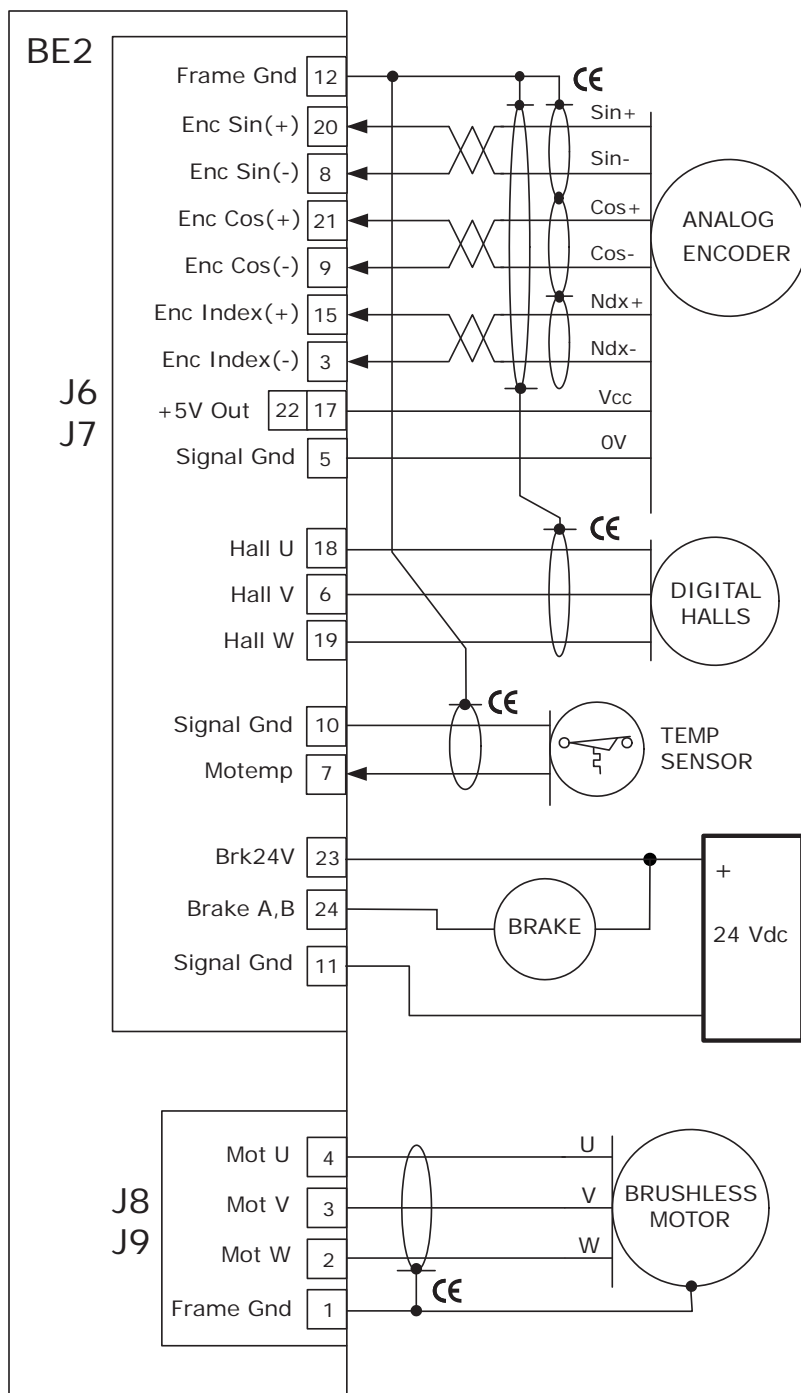 BE2
Frame Gnd 12 CE
Enc Sin(+) 20 Sin+
Enc Sin(-) 8 Sin-
Enc Cos(+) 21 Cos+
ANALOG
ENCODER
Enc Cos(-) 9 Cos-
Enc Index(+) 15 Ndx+
Enc Index(-) 3 Ndx-
J6
J7
+5V Out 22 17 Vcc
Signal Gnd 5 0V
CE
Hall U 18
Hall V 6
Hall W 19
DIGITAL
HALLS
CE
Signal Gnd 10
Motemp 7
TEMP
SENSOR
Brk24V 23 +
Brake A,B 24 BRAKE 24 Vdc
Signal Gnd 11
J8
J9
Mot U 4 U
Mot V 3 V
Mot W 2 W
BRUSHLESS
MOTOR
CE
Frame Gnd 1